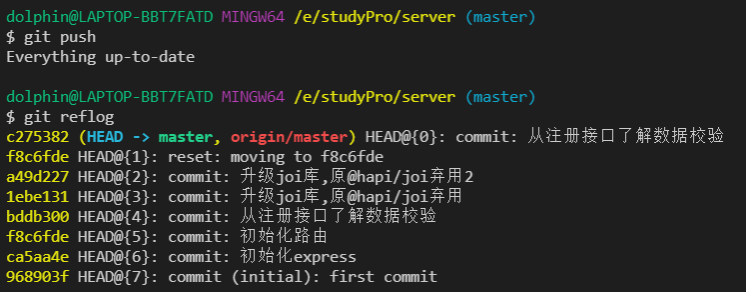 dolphin@LAPTOP-BBT7FATD MINGW64 /e/studyPro/server (master)
$ git push
Everything up-to-date
dolphin@LAPTOP-BBT7FATD MINGW64 /e/studyPro/server (master)
$ git reflog
c275382 (HEAD -> master, origin/master) HEAD@{0}: commit: 从注册接口了解数据校验
f8c6fde HEAD@{1}: reset: moving to f8c6fde
a49d227 HEAD@{2}: commit: 升级joi库,原@hapi/joi弃用2
1ebe131 HEAD@{3}: commit: 升级joi库,原@hapi/joi弃用
bddb300 HEAD@{4}: commit: 从注册接口了解数据校验
f8c6fde HEAD@{5}: commit: 初始化路由
ca5aa4e HEAD@{6}: commit: 初始化express
968903f HEAD@{7}: commit (initial): first commit